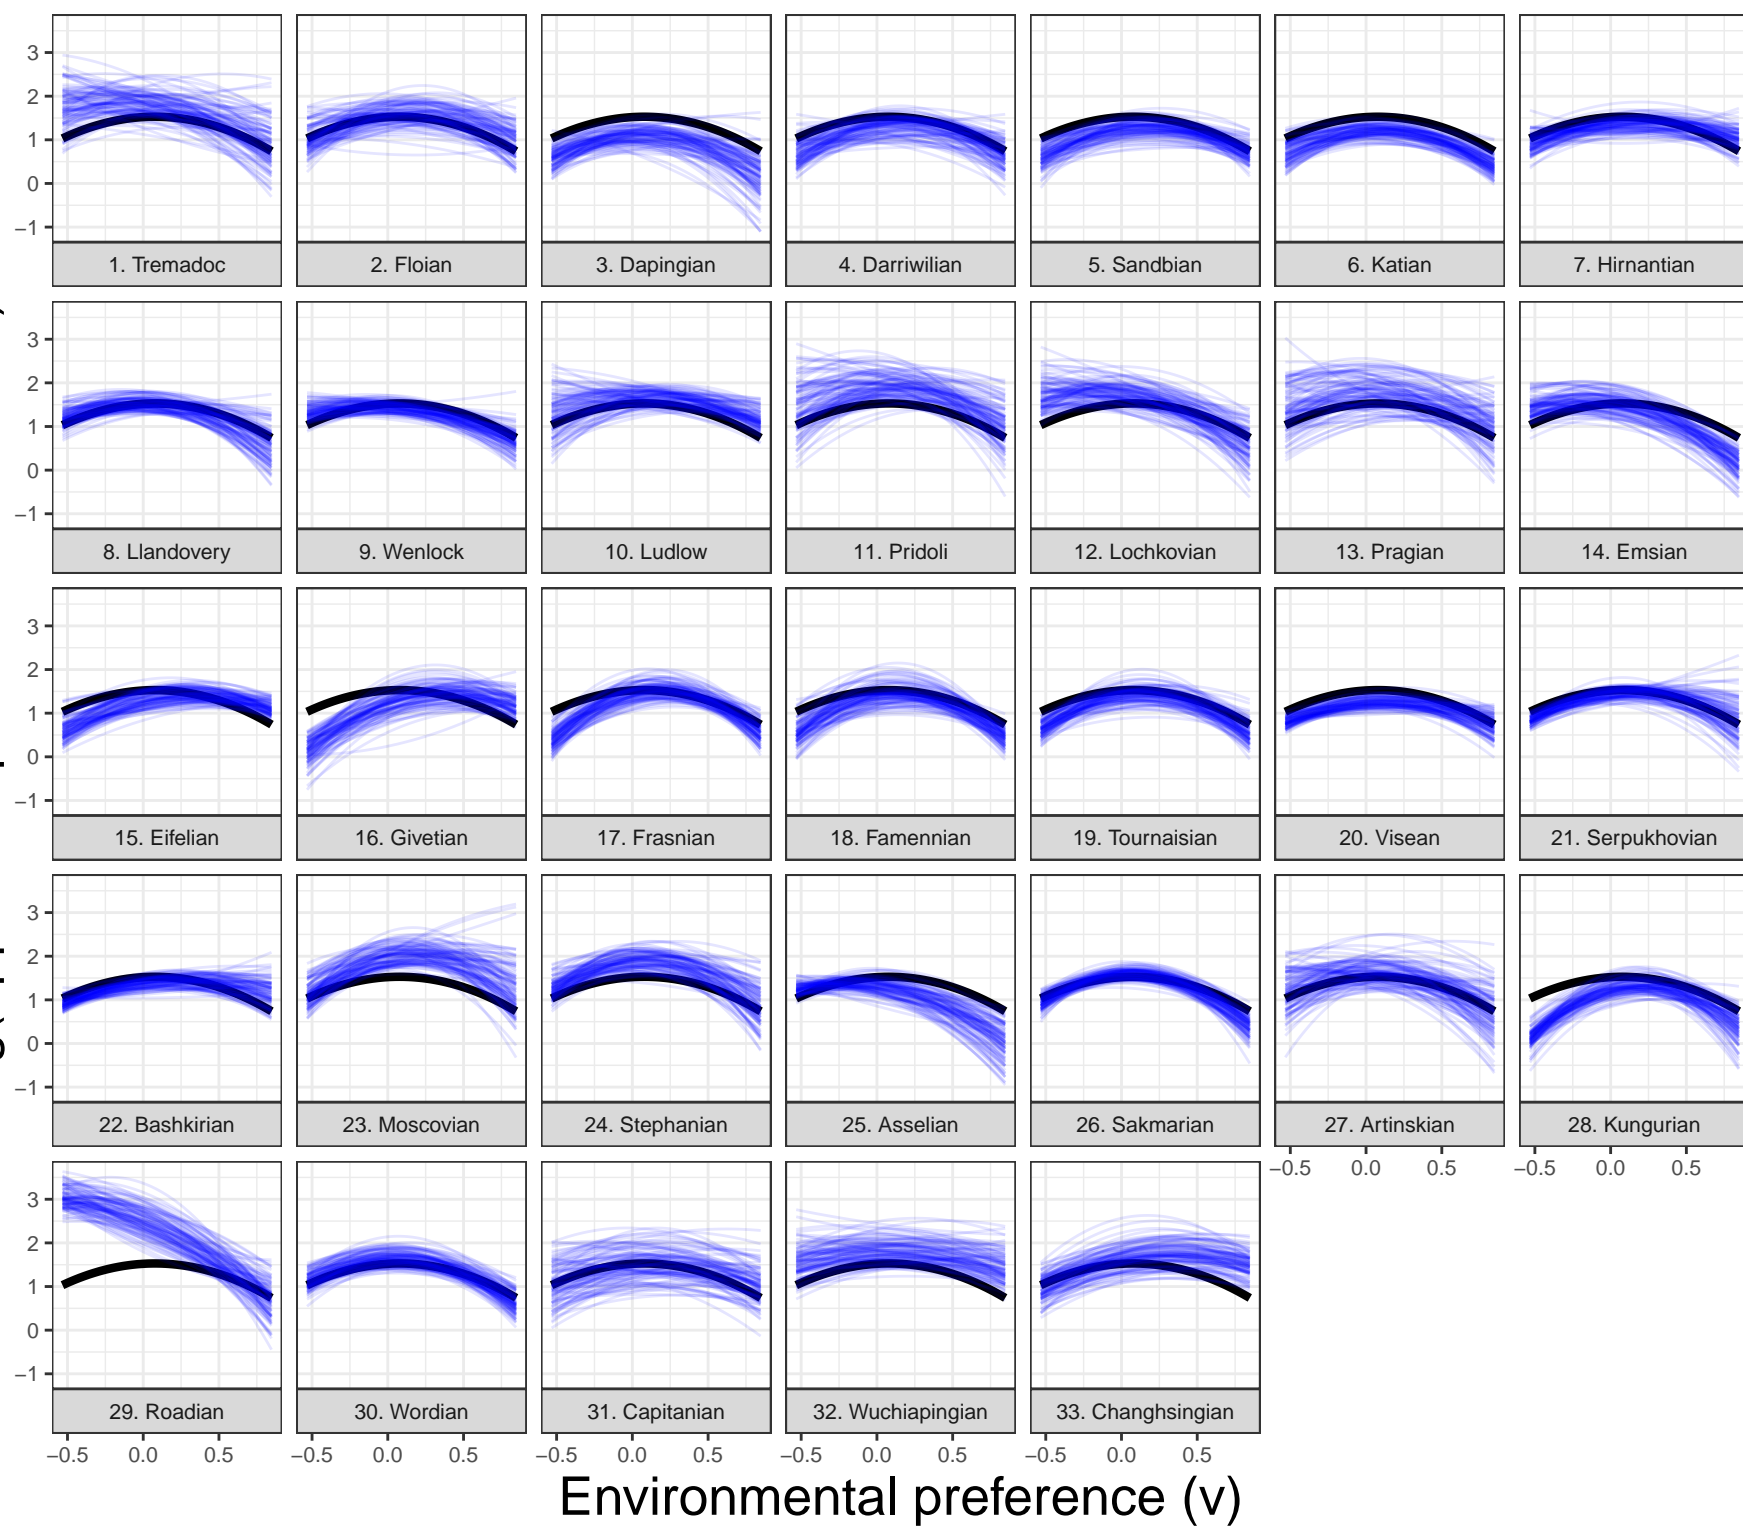 3
2
1
0
−1
1. Tremadoc
2. Floian
3. Dapingian
4. Darriwilian
5. Sandbian
6. Katian
7. Hirnantian
3
2
1
0
−1
8. Llandovery
9. Wenlock
10. Ludlow
11. Pridoli
12. Lochkovian
13. Pragian
14. Emsian
3
2
1
0
−1
15. Eifelian
16. Givetian
17. Frasnian
18. Famennian
19. Tournaisian
20. Visean
21. Serpukhovian
3
2
1
0
−1
22. Bashkirian
23. Moscovian
24. Stephanian
25. Asselian
26. Sakmarian
27. Artinskian
28. Kungurian
−0.5 0.0 0.5
−0.5 0.0 0.5
3
2
1
0
−1
29. Roadian
30. Wordian
31. Capitanian
32. Wuchiapingian
33. Changhsingian
−0.5 0.0 0.5
−0.5 0.0 0.5
−0.5 0.0 0.5
−0.5 0.0 0.5
−0.5 0.0 0.5
Environmental preference (v)